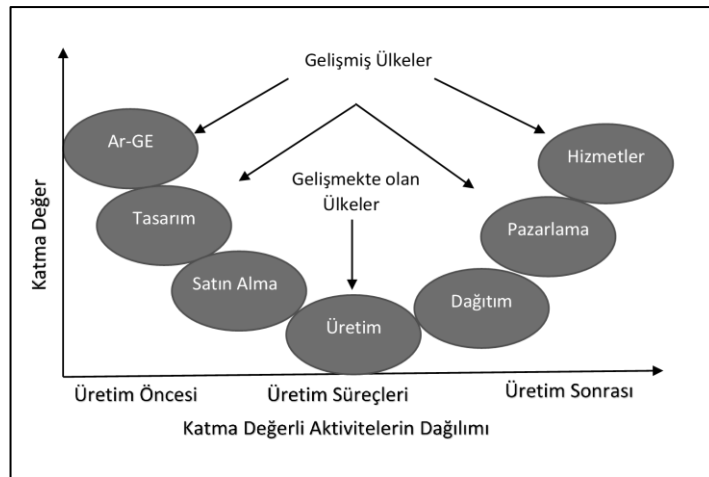 Gelişmiş Ülkeler
Ar-GE
Hizmetler
Gelişmekte olan
Ülkeler
Tasarım
Pazarlama
Satın Alma
Dağıtım
Üretim
Katma Değer
Üretim Öncesi
Üretim Süreçleri
Üretim Sonrası
Katma Değerli Aktivitelerin Dağılımı